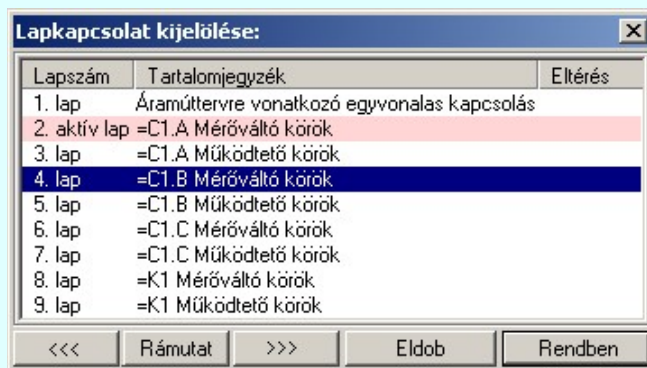 Lapkapcsolat kijelölése:
Lapszám Tartalomjegyzék Eltérés
1. lap Áramúttervre vonatkozó egyvonalas kapcsolás
2. aktív lap =C1.A Mérőváltó körök
3. lap =C1.A Működtető körök
4. lap =C1.B Mérőváltó körök
5. lap =C1.B Működtető körök
6. lap =C1.C Mérőváltó körök
7. lap =C1.C Működtető körök
8. lap =K1 Mérőváltó körök
9. lap =K1 Működtető körök
<<< Rámutat >>> Eldob Rendben